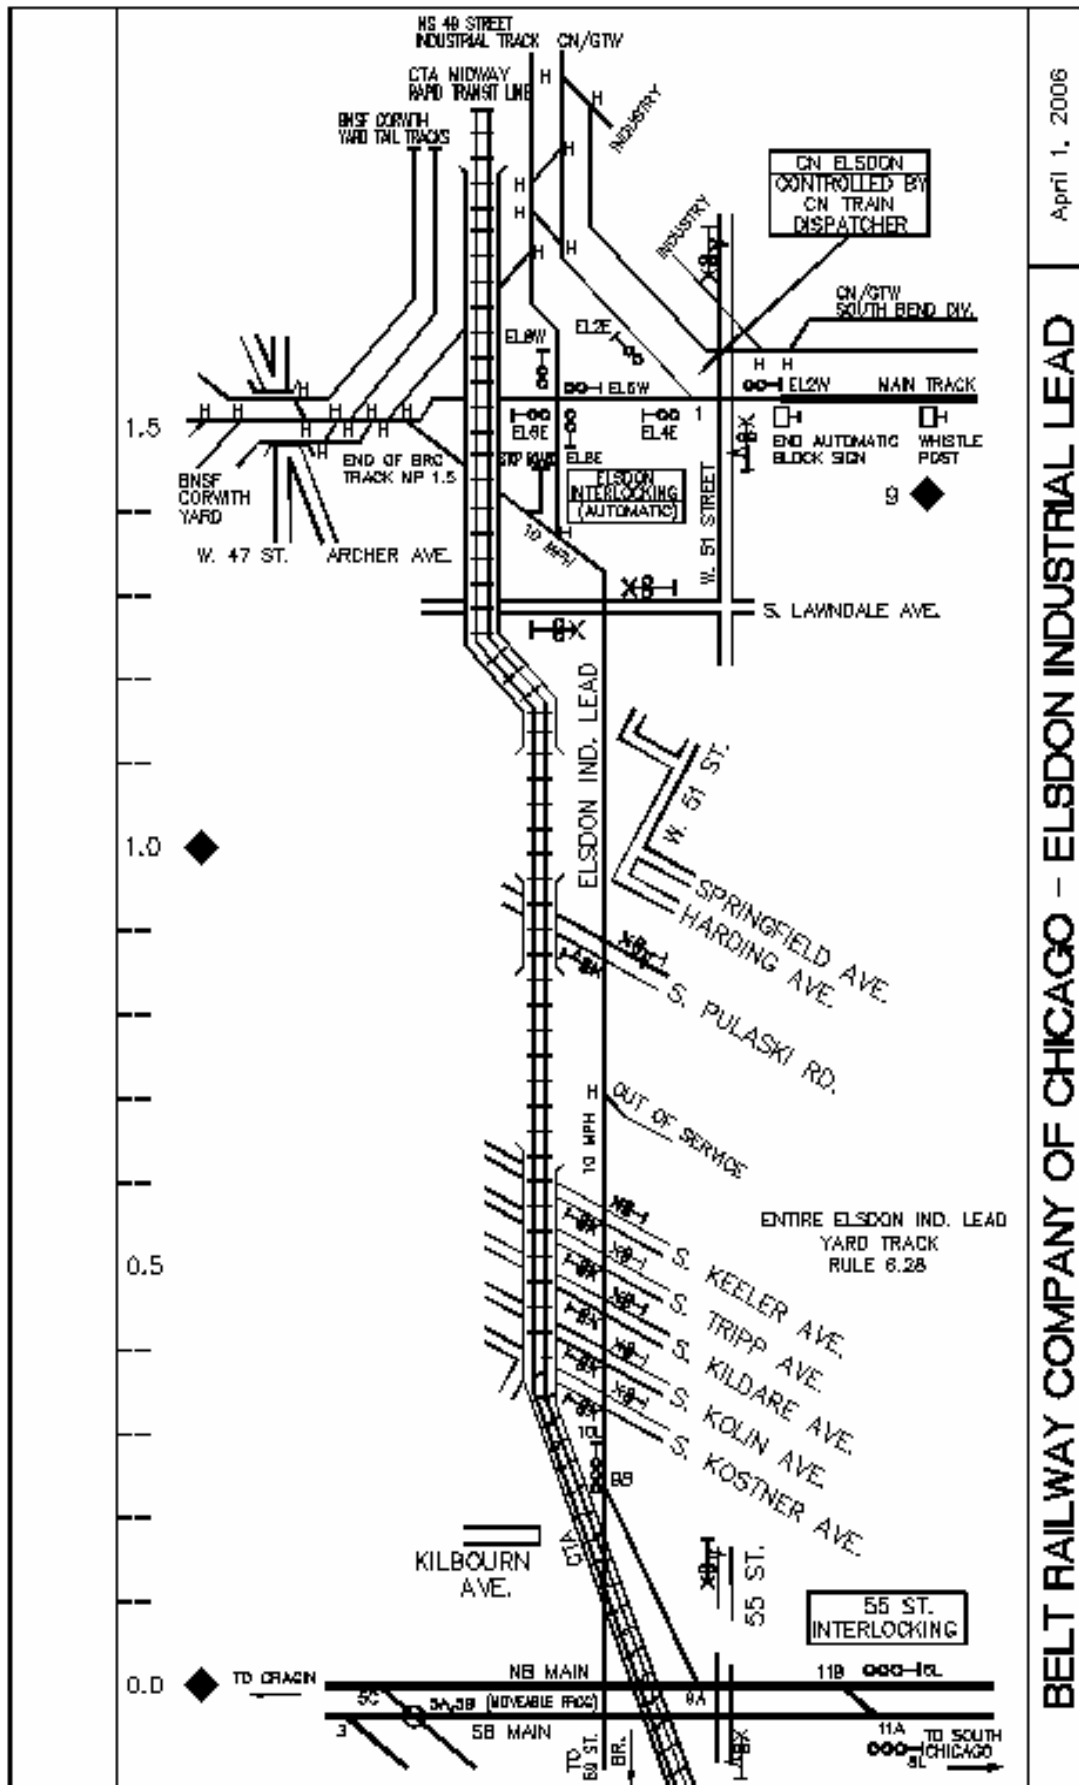 NS 49 STREET
INDUSTRIAL TRACK
CN/GTW
CTA MIDWAY
RAPID TRANSIT LINE
BNSF CORWITH
YARD TAIL TRACKS
H
H
INDUSTRY
H
H
H
H
H
INDUSTRY
CN ELSDON
CONTROLLED BY
CN TRAIN
DISPATCHER
April 1, 2006
CN/GTW
SOUTH BEND DIV.
EL2E
H H
EL6W
EL2W
MAIN TRACK
1.5
H
H
H
H
H
H
H
H
EL4E
EL8E
1
END AUTOMATIC
BLOCK SIGN
WHISTLE
POST
END OF BRC
TRACK MP 1.5
BNSF
CORWITH
YARD
ELSDON
INTERLOCKING
(AUTOMATIC)
9
H
10 MPH
W. 51 STREET
W. 47 ST.
ARCHER AVE.
S. LAWNDALE AVE.
ELSDON IND. LEAD
W. 51 ST.
1.0
SPRINGFIELD AVE.
HARDING AVE.
S. PULASKI RD.
H
OUT OF SERVICE
10 MPH
ENTIRE ELSDON IND. LEAD
YARD TRACK
RULE 6.28
0.5
S. KEELER AVE.
S. TRIPP AVE.
S. KILDARE AVE.
S. KOLIN AVE.
S. KOSTNER AVE.
10L
9B
CTA
KILBOURN
AVE.
55 ST.
55 ST.
INTERLOCKING
0.0
TO CRAGIN
NB MAIN
11B
6L
5C
5A,5B (MOVEABLE FROG)
9A
3
SB MAIN
11A
TO SOUTH
CHICAGO
8L
TO
59 ST.
BR.
BELT RAILWAY COMPANY OF CHICAGO - ELSDON INDUSTRIAL LEAD